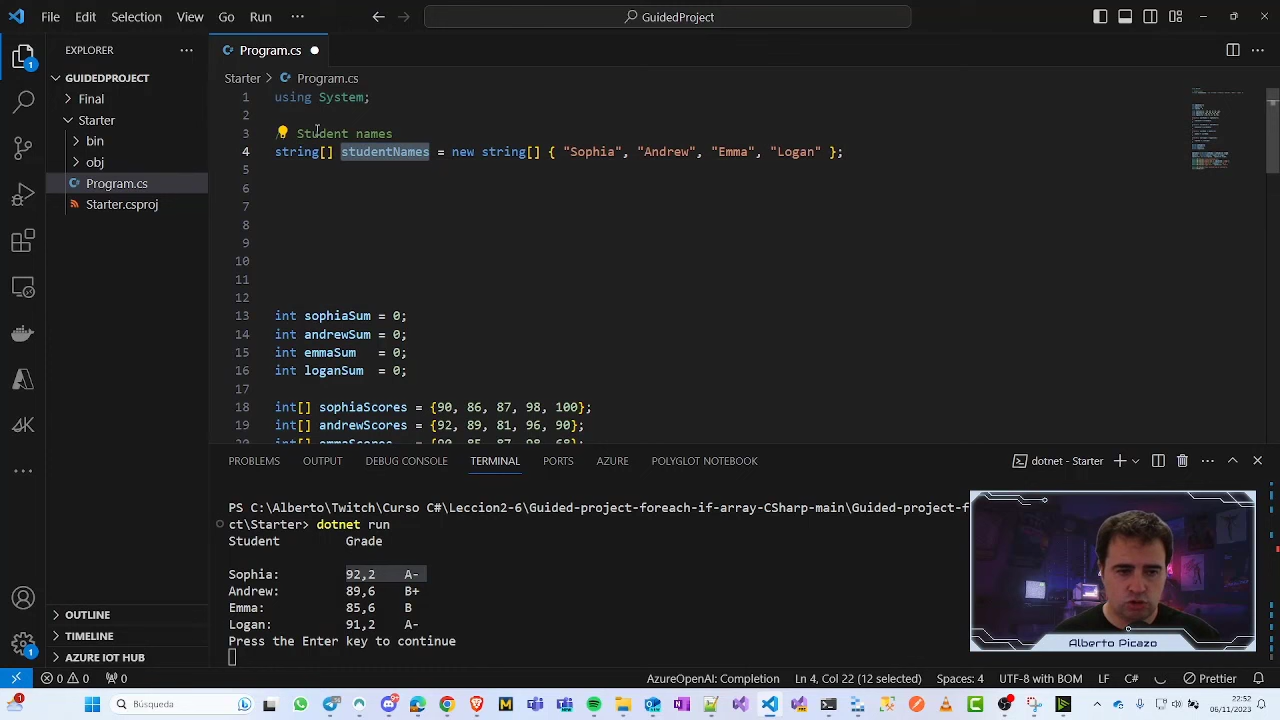 File Edit Selection View Go Run ··· GuidedProject
EXPLORER
GUIDEDPROJECT
Final
Starter
bin
obj
Program.cs
Starter.csproj
OUTLINE
TIMELINE
AZURE IOT HUB
Program.cs
Starter > Program.cs
1 using System;
2
3 Student names
4 string[] studentNames = new string[] { "Sophia", "Andrew", "Emma", "Logan" };
5
6
7
8
9
10
11
12
13 int sophiaSum = 0;
14 int andrewSum = 0;
15 int emmaSum = 0;
16 int loganSum = 0;
17
18 int[] sophiaScores = {90, 86, 87, 98, 100};
19 int[] andrewScores = {92, 89, 81, 96, 90};
PROBLEMS OUTPUT DEBUG CONSOLE TERMINAL PORTS AZURE POLYGLOT NOTEBOOK dotnet - Starter
PS C:\Alberto\Twitch\Curso C#\Leccion2-6\Guided-project-foreach-if-array-CSharp-main\Guided-project-f
ct\Starter> dotnet run
Student Grade
Sophia: 92,2 A-
Andrew: 89,6 B+
Emma: 85,6 B
Logan: 91,2 A-
Press the Enter key to continue
Alberto Picazo
0 0 0 AzureOpenAI: Completion Ln 4, Col 22 (12 selected) Spaces: 4 UTF-8 with BOM LF C# Prettier
Búsqueda
22:52
06/11/2023